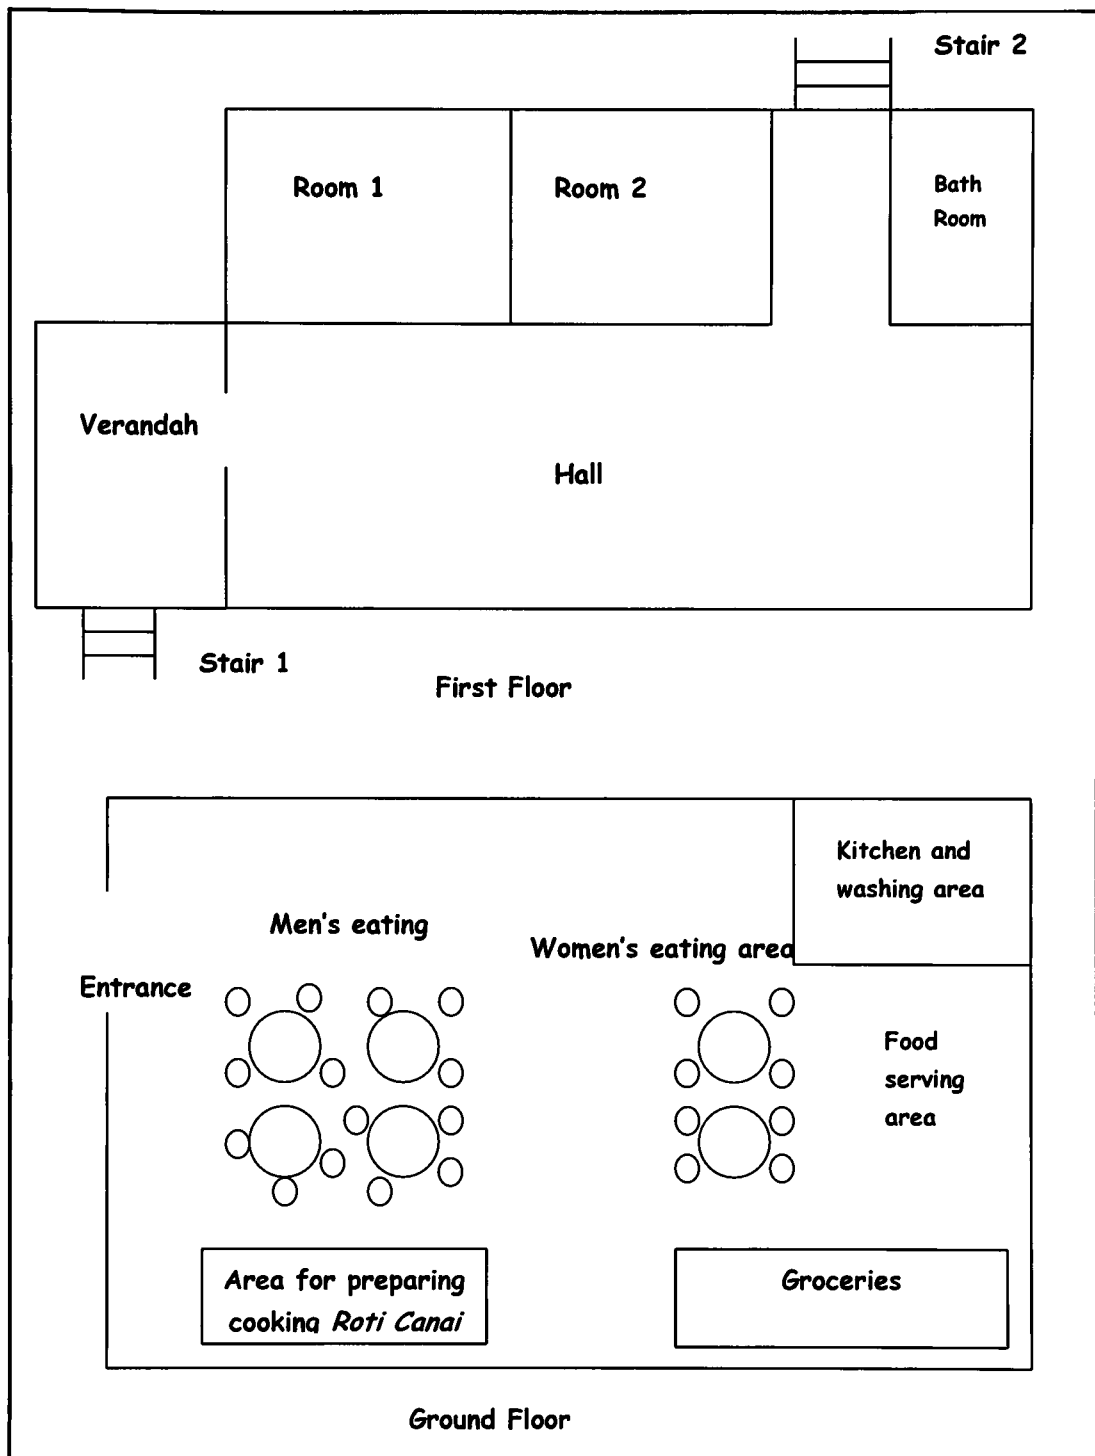 Stair 2
Room 1
Room 2
Bath
Room
Verandah
Hall
Stair 1
First Floor
Kitchen and
washing area
Men's eating
Women's eating area
Entrance
Food
serving
area
Area for preparing
cooking Roti Canai
Groceries
Ground Floor